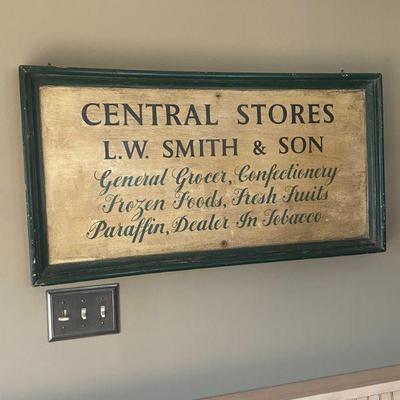 CENTRAL STORES
L.W. SMITH & SON
General Grocer, Confectionery
Frozen Foods, Fresh Fruits
Paraffin, Dealer In Tobacco.